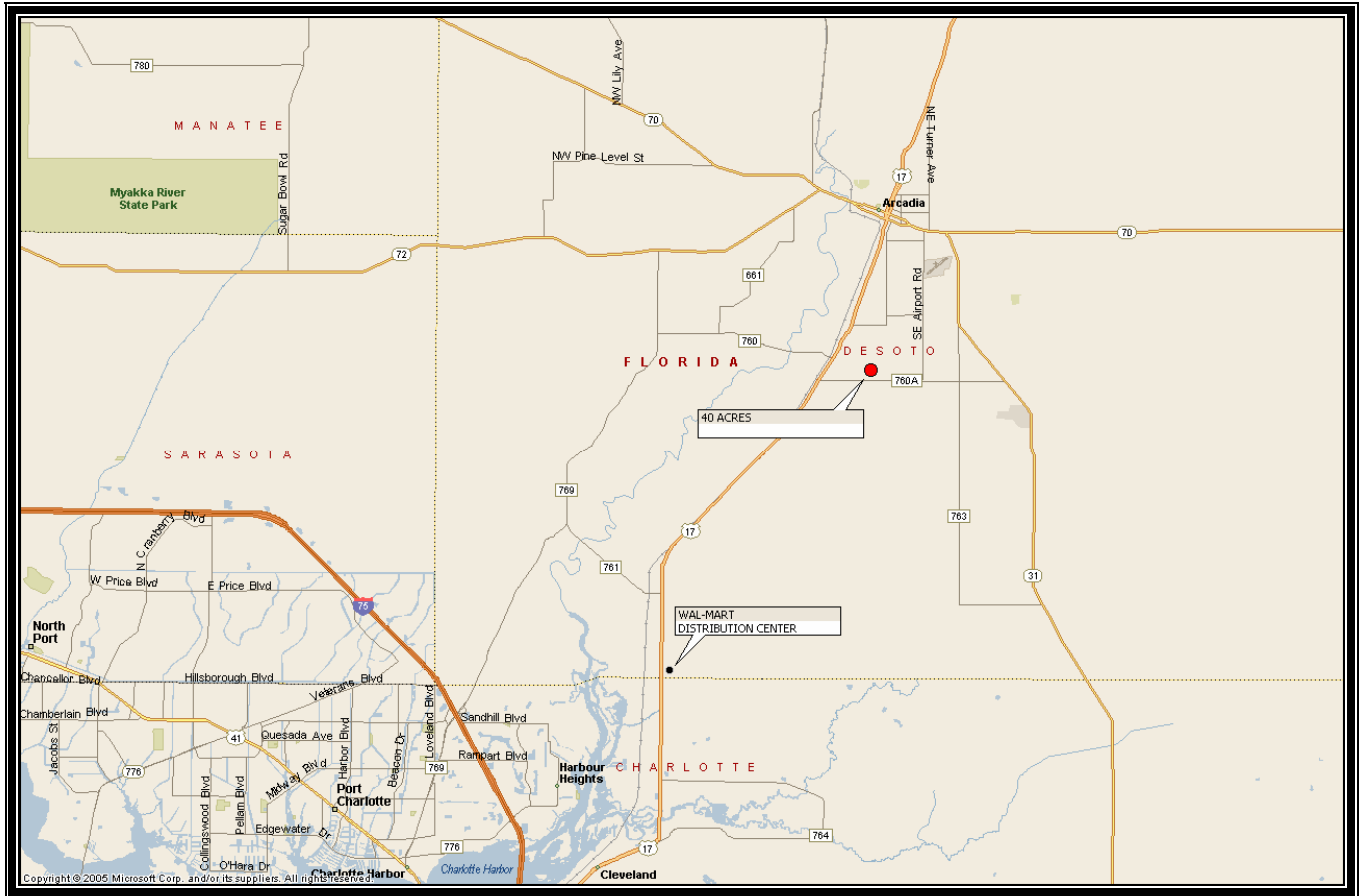 780
NW Lily Ave
MANATEE
70
NE Turner Ave
NW Pine Level St
Sugar Bowl Rd
17
Myakka River
State Park
Arcadia
70
72
661
SE Airport Rd
760
DESOTO
FLORIDA
760A
40 ACRES
SARASOTA
769
N Cranberry Blvd
17
763
761
31
W Price Blvd
E Price Blvd
75
WAL-MART
DISTRIBUTION CENTER
North
Port
Chancellor Blvd
Hillsborough Blvd
Veterans Blvd
Loveland Blvd
Chamberlain Blvd
Sandhill Blvd
Jacobs St
41
Quesada Ave
Harbor Blvd
Beacon Dr
Rampart Blvd
776
Midway Blvd
769
Harbour
Heights
CHARLOTTE
Collingswood Blvd
Pellam Blvd
Port
Charlotte
Edgewater Dr
776
764
17
O'Hara Dr
Charlotte Harbor
Charlotte Harbor
Cleveland
Copyright © 2005 Microsoft Corp. and/or its suppliers. All rights reserved.